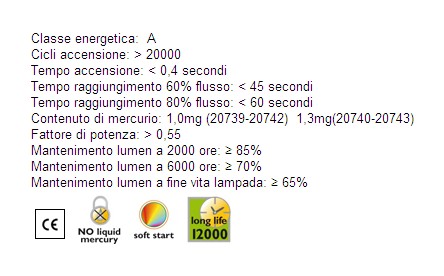 Classe energetica: A
Cicli accensione: > 20000
Tempo accensione: < 0,4 secondi
Tempo raggiungimento 60% flusso: < 45 secondi
Tempo raggiungimento 80% flusso: < 60 secondi
Contenuto di mercurio: 1,0mg (20739-20742) 1,3mg(20740-20743)
Fattore di potenza: > 0,55
Mantenimento lumen a 2000 ore: ≥ 85%
Mantenimento lumen a 6000 ore: ≥ 70%
Mantenimento lumen a fine vita lampada: ≥ 65%
CE
NO liquid
mercury
soft start
long life
12000